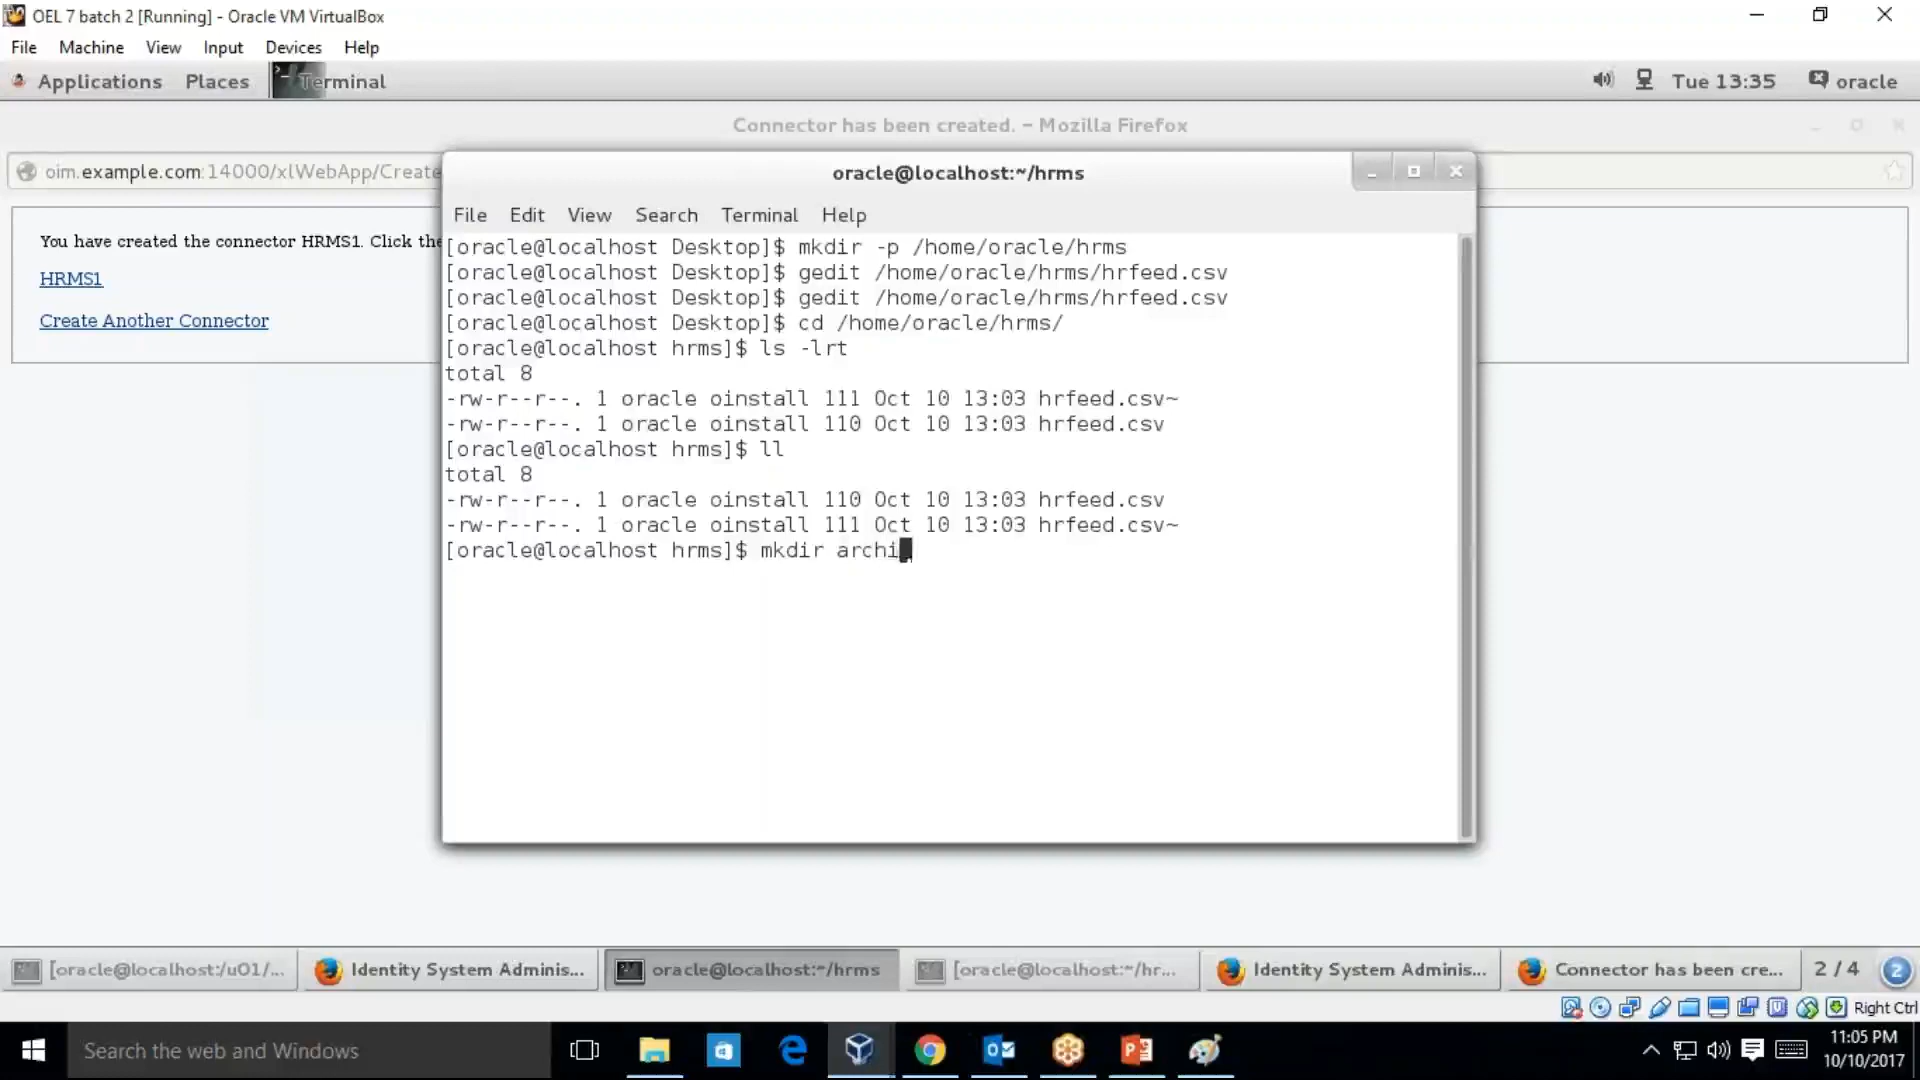 OEL 7 batch 2 [Running] - Oracle VM VirtualBox
File Machine View Input Devices Help
Applications Places Terminal Tue 13:35 oracle
Connector has been created. - Mozilla Firefox
oim.example.com:14000/xlWebApp/Create
oracle@localhost:~/hrms
File Edit View Search Terminal Help
You have created the connector HRMS1. Click the
HRMS1
Create Another Connector
[oracle@localhost Desktop]$ mkdir -p /home/oracle/hrms
[oracle@localhost Desktop]$ gedit /home/oracle/hrms/hrfeed.csv
[oracle@localhost Desktop]$ gedit /home/oracle/hrms/hrfeed.csv
[oracle@localhost Desktop]$ cd /home/oracle/hrms/
[oracle@localhost hrms]$ ls -lrt
total 8
-rw-r--r--. 1 oracle oinstall 111 Oct 10 13:03 hrfeed.csv~
-rw-r--r--. 1 oracle oinstall 110 Oct 10 13:03 hrfeed.csv
[oracle@localhost hrms]$ ll
total 8
-rw-r--r--. 1 oracle oinstall 110 Oct 10 13:03 hrfeed.csv
-rw-r--r--. 1 oracle oinstall 111 Oct 10 13:03 hrfeed.csv~
[oracle@localhost hrms]$ mkdir archi
[oracle@localhost:/u01/... Identity System Adminis... oracle@localhost:~/hrms [oracle@localhost:~/hr... Identity System Adminis... Connector has been cre... 2 / 4 2
Right Ctrl
Search the web and Windows
11:05 PM
10/10/2017